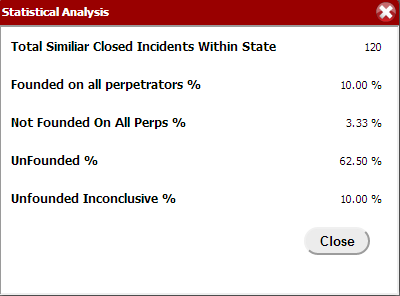 Statistical Analysis
Total Similiar Closed Incidents Within State 120
Founded on all perpetrators % 10.00 %
Not Founded On All Perps % 3.33 %
UnFounded % 62.50 %
Unfounded Inconclusive % 10.00 %
Close